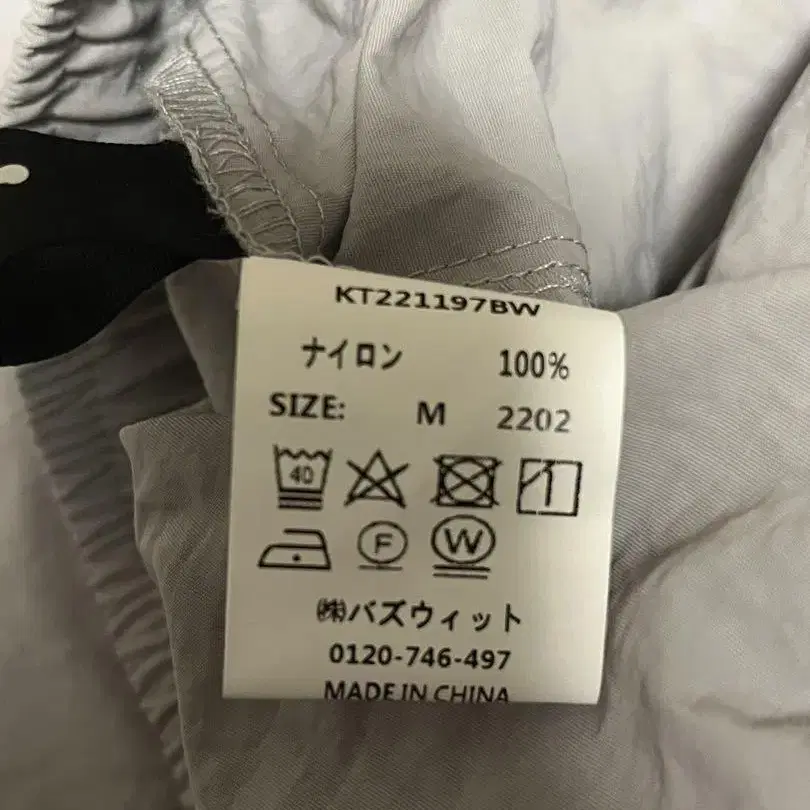 KT221197BW
ナイロン 100%
SIZE: M 2202
40
F W
㈱バズウィット
0120-746-497
MADE IN CHINA